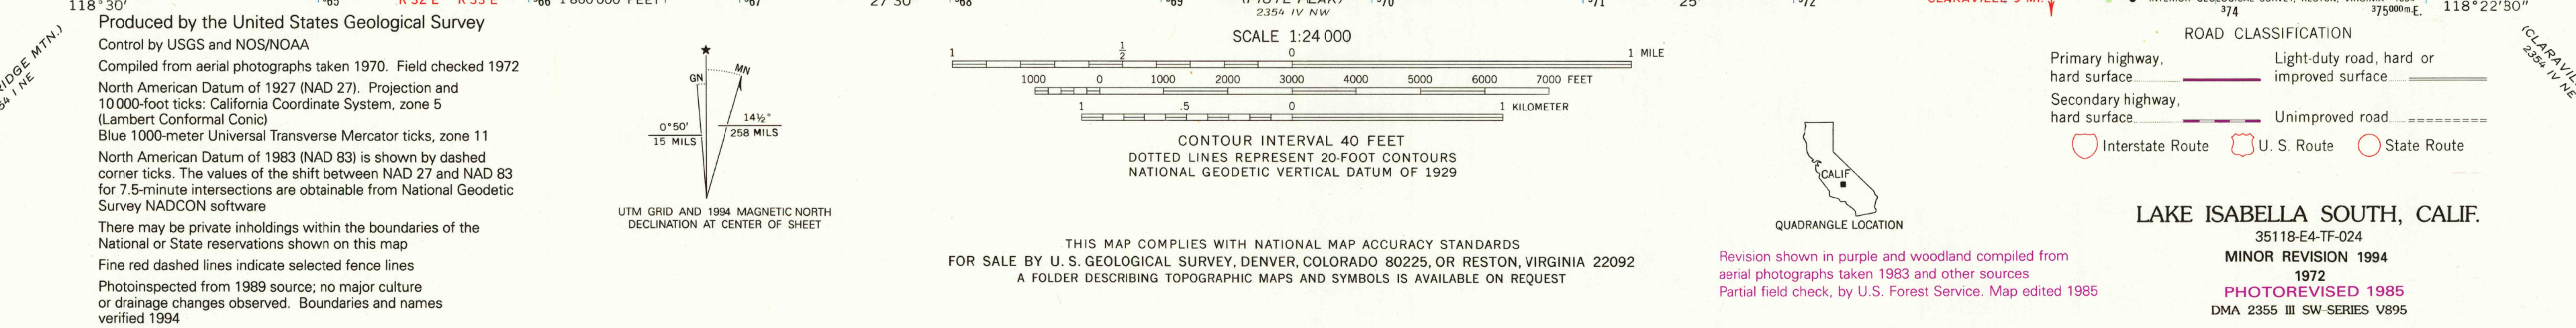 118°30'
27'30"
(PIUTE PEAK)
2354 IV NW
25'
374
375000m.E.
118°22'30"
Produced by the United States Geological Survey
Control by USGS and NOS/NOAA
Compiled from aerial photographs taken 1970. Field checked 1972
North American Datum of 1927 (NAD 27). Projection and
10 000-foot ticks: California Coordinate System, zone 5
(Lambert Conformal Conic)
Blue 1000-meter Universal Transverse Mercator ticks, zone 11
North American Datum of 1983 (NAD 83) is shown by dashed
corner ticks. The values of the shift between NAD 27 and NAD 83
for 7.5-minute intersections are obtainable from National Geodetic
Survey NADCON software
There may be private inholdings within the boundaries of the
National or State reservations shown on this map
Fine red dashed lines indicate selected fence lines
Photoinspected from 1989 source; no major culture
or drainage changes observed. Boundaries and names
verified 1994
★
GN
MN
0°50'
15 MILS
14½°
258 MILS
UTM GRID AND 1994 MAGNETIC NORTH
DECLINATION AT CENTER OF SHEET
SCALE 1:24 000
1 ½ 0 1 MILE
1000 0 1000 2000 3000 4000 5000 6000 7000 FEET
1 .5 0 1 KILOMETER
CONTOUR INTERVAL 40 FEET
DOTTED LINES REPRESENT 20-FOOT CONTOURS
NATIONAL GEODETIC VERTICAL DATUM OF 1929
THIS MAP COMPLIES WITH NATIONAL MAP ACCURACY STANDARDS
FOR SALE BY U. S. GEOLOGICAL SURVEY, DENVER, COLORADO 80225, OR RESTON, VIRGINIA 22092
A FOLDER DESCRIBING TOPOGRAPHIC MAPS AND SYMBOLS IS AVAILABLE ON REQUEST
CALIF
QUADRANGLE LOCATION
Revision shown in purple and woodland compiled from
aerial photographs taken 1983 and other sources
Partial field check, by U.S. Forest Service. Map edited 1985
ROAD CLASSIFICATION
Primary highway,
hard surface
Light-duty road, hard or
improved surface
Secondary highway,
hard surface
Unimproved road
Interstate Route
U. S. Route
State Route
LAKE ISABELLA SOUTH, CALIF.
35118-E4-TF-024
MINOR REVISION 1994
1972
PHOTOREVISED 1985
DMA 2355 III SW-SERIES V895
2354 IV NE